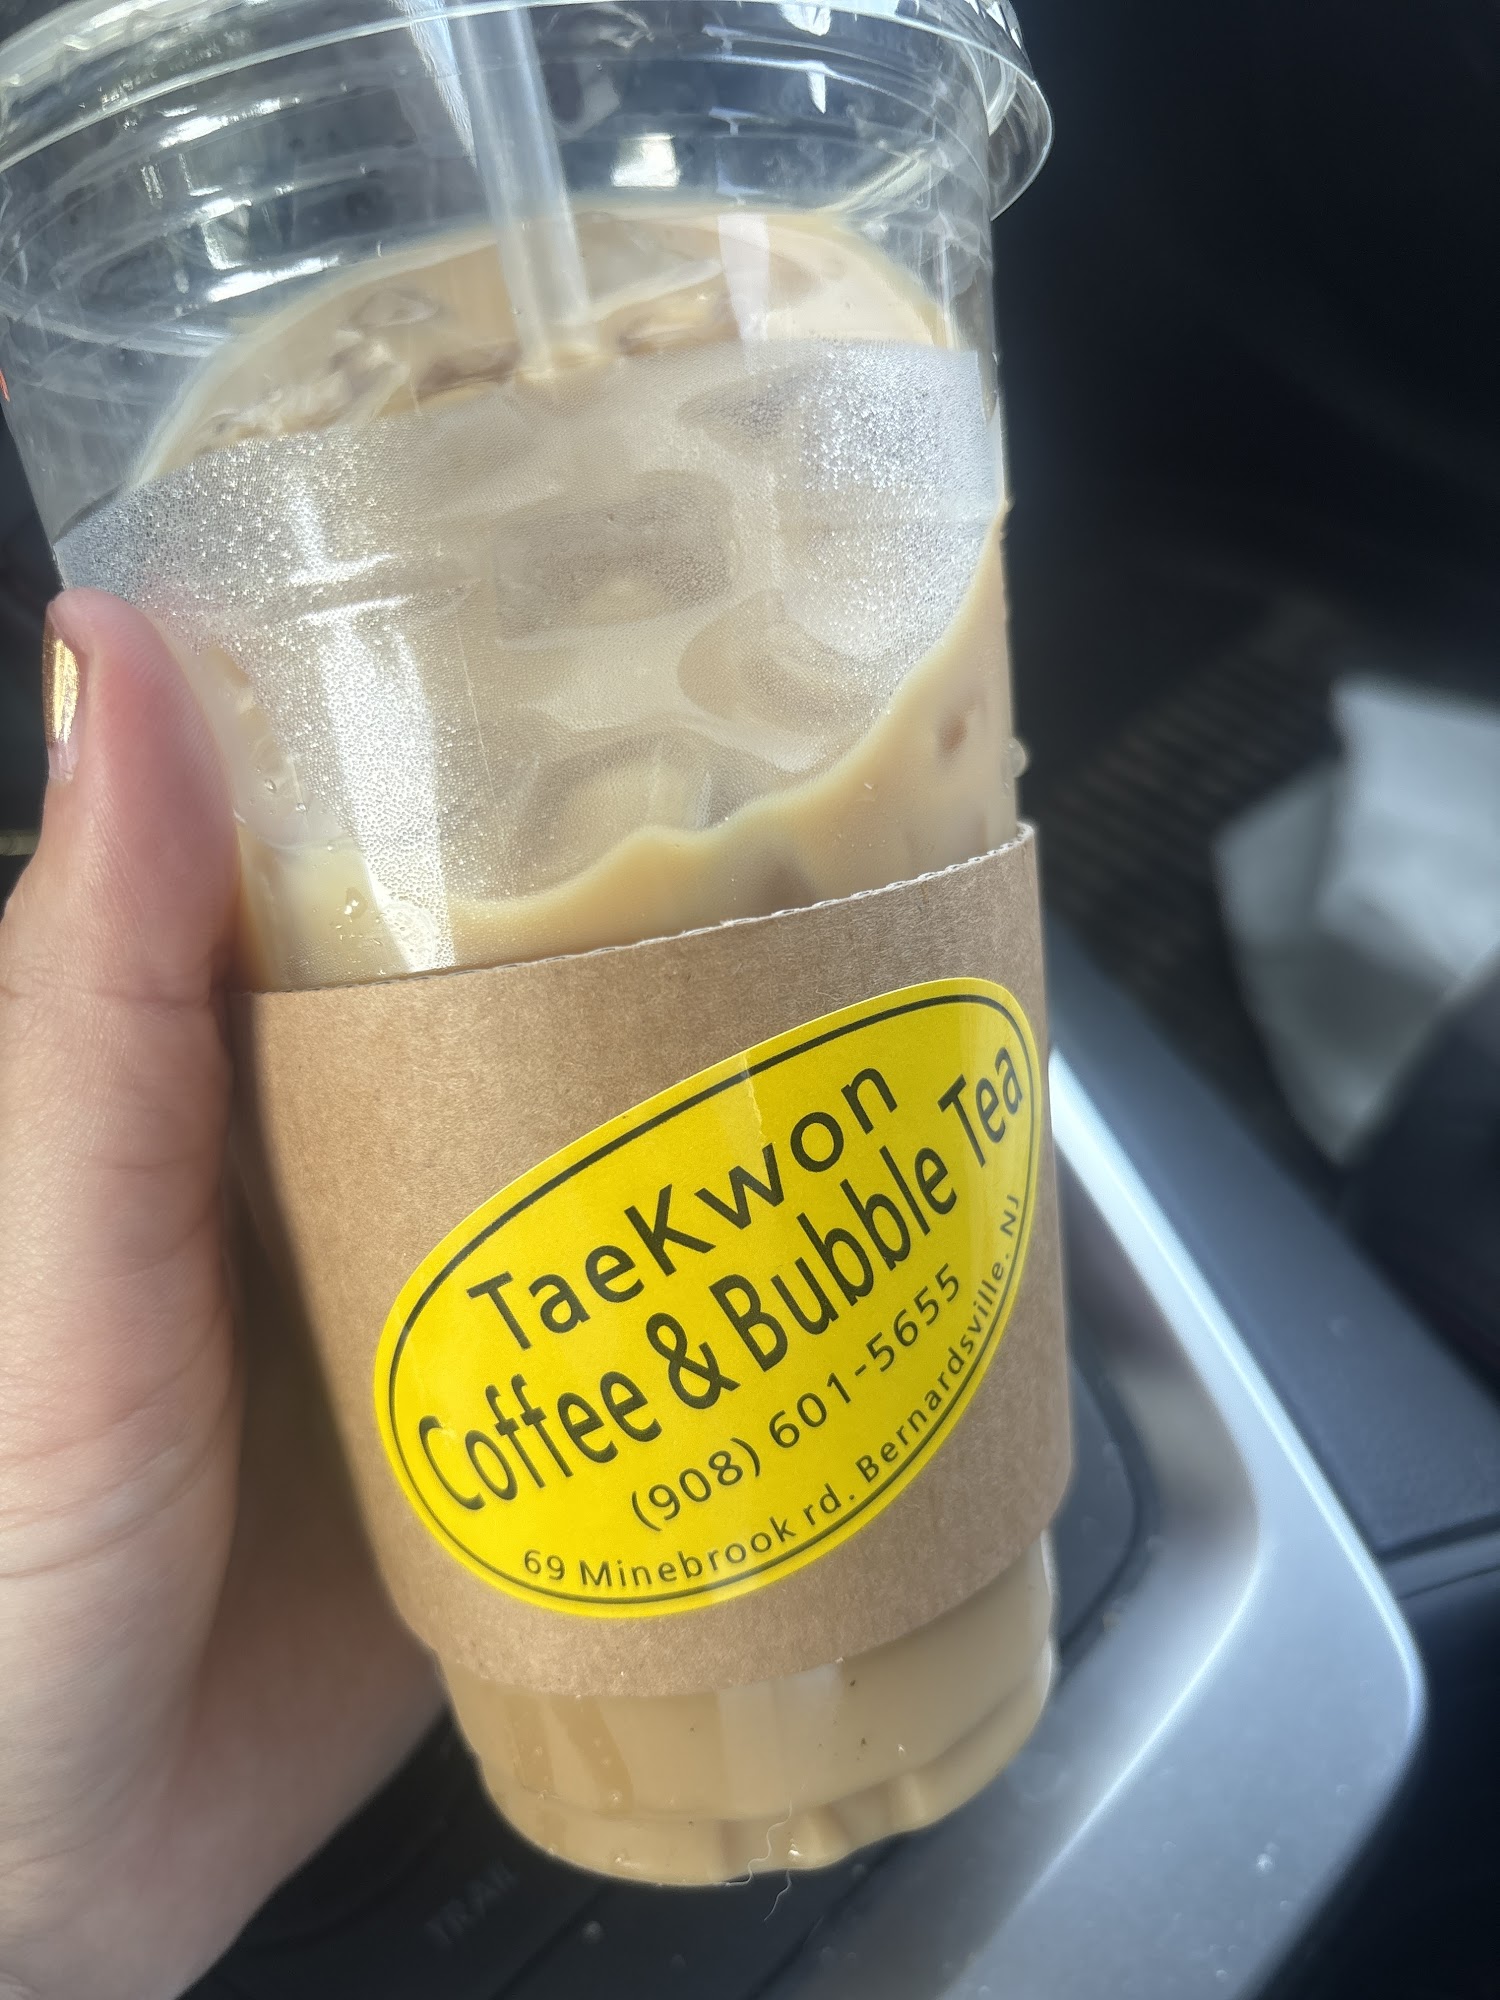 TaeKwon
Coffee & Bubble Tea
(908) 601-5655
69 Minebrook rd. Bernardsville. NJ